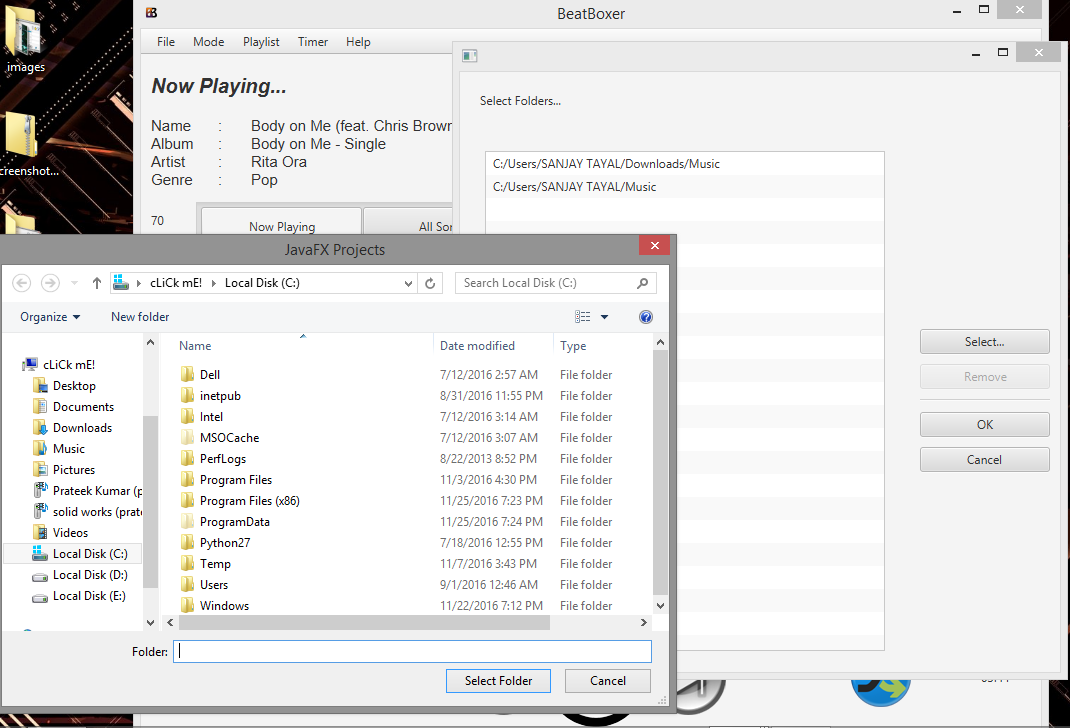 images
creenshot...
BeatBoxer
File Mode Playlist Timer Help
Now Playing...
Name : Body on Me (feat. Chris Brown
Album : Body on Me - Single
Artist : Rita Ora
Genre : Pop
70
Now Playing
All Sor
Select Folders...
C:/Users/SANJAY TAYAL/Downloads/Music
C:/Users/SANJAY TAYAL/Music
Select...
Remove
OK
Cancel
JavaFX Projects
cLiCk mE! Local Disk (C:)
Search Local Disk (C:)
Organize New folder
Name Date modified Type
cLiCk mE!
Desktop
Documents
Downloads
Music
Pictures
Prateek Kumar (p
solid works (prate
Videos
Local Disk (C:)
Local Disk (D:)
Local Disk (E:)
Dell 7/12/2016 2:57 AM File folder
inetpub 8/31/2016 11:55 PM File folder
Intel 7/12/2016 3:14 AM File folder
MSOCache 7/12/2016 3:07 AM File folder
PerfLogs 8/22/2013 8:52 PM File folder
Program Files 11/3/2016 4:30 PM File folder
Program Files (x86) 11/25/2016 7:23 PM File folder
ProgramData 11/25/2016 7:24 PM File folder
Python27 7/18/2016 12:55 PM File folder
Temp 11/7/2016 3:43 PM File folder
Users 9/1/2016 12:46 AM File folder
Windows 11/22/2016 7:12 PM File folder
Folder:
Select Folder
Cancel